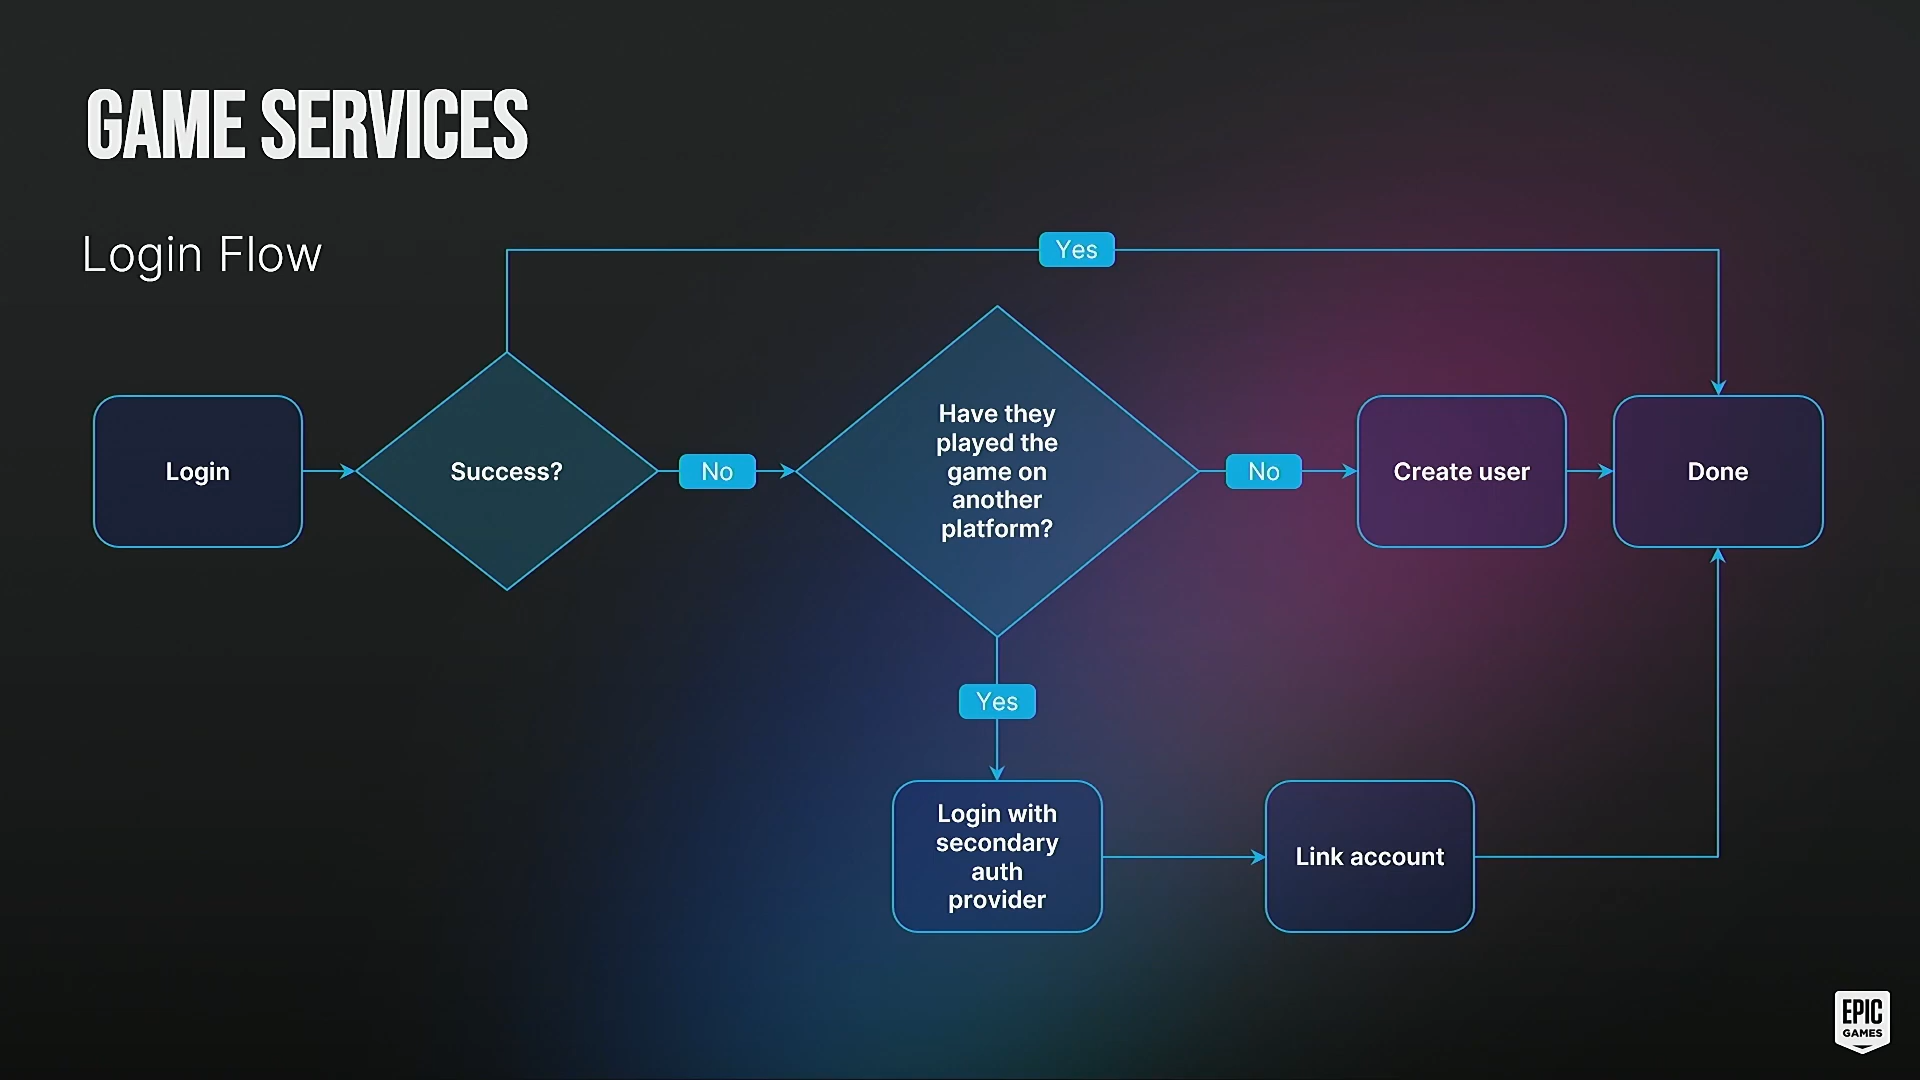 GAME SERVICES
Login Flow
Yes
Login
Success?
No
Have they
played the
game on
another
platform?
No
Create user
Done
Yes
Login with
secondary
auth
provider
Link account
EPIC
GAMES